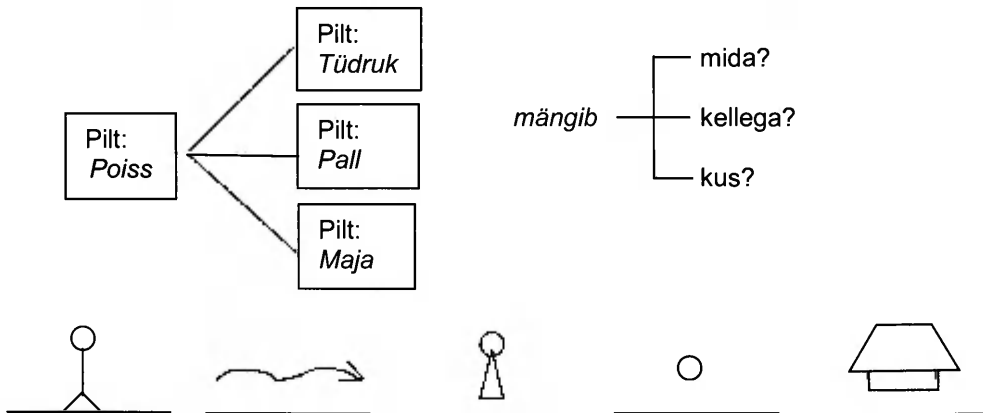 Pilt:
Tüdruk
Pilt:
Poiss
Pilt:
Pall
Pilt:
Maja
mängib
mida?
kellega?
kus?